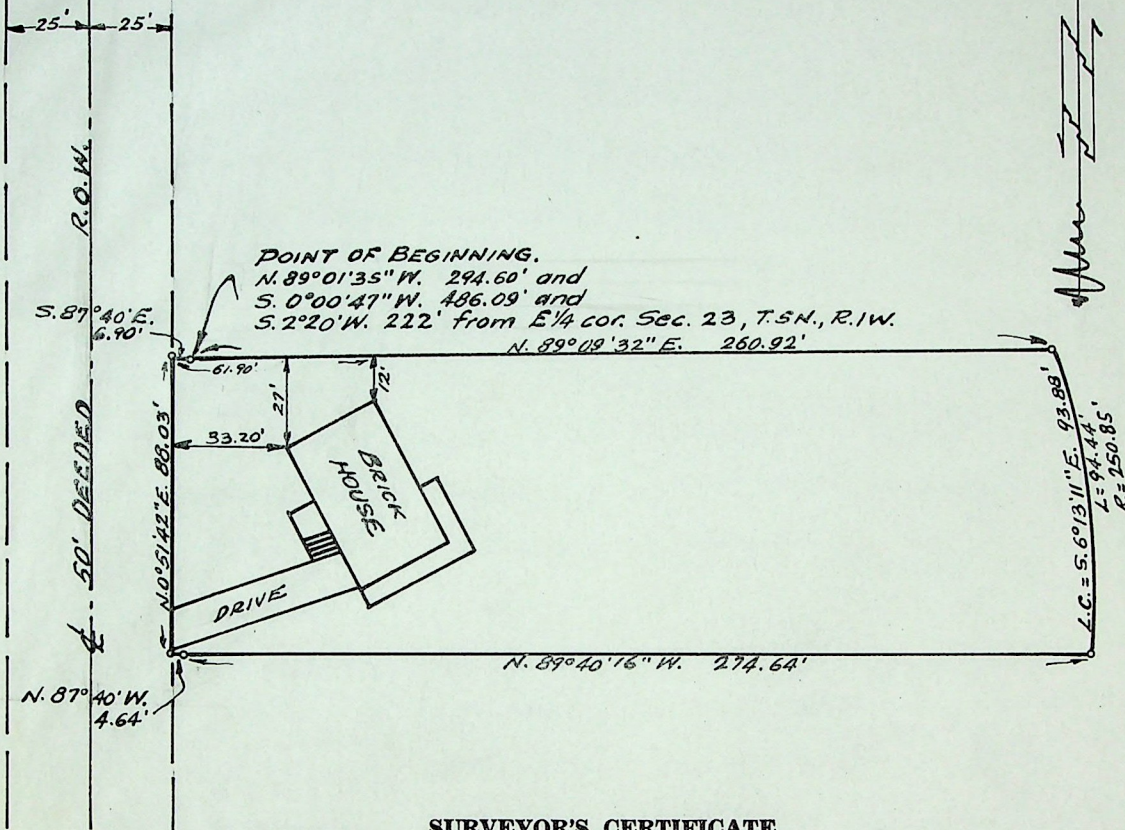 25' 25'
50' DEEDED R.O.W.
POINT OF BEGINNING.
N. 89°01'35" W. 294.60' and
S. 0°00'47" W. 486.09' and
S. 2°20' W. 222' from E 1/4 cor. Sec. 23, T.5N., R.1W.
S. 87°40' E.
6.90'
N. 89°09'32" E. 260.92'
61.90'
27'
12'
33.20'
N. 0°51'42" E. 88.03'
BRICK
HOUSE
DRIVE
L.C. = S. 6°13'11" E. 93.88'
L = 94.44'
R = 250.85'
N. 89°40'16" W. 274.64'
N. 87°40' W.
4.64'
SURVEYOR'S CERTIFICATE